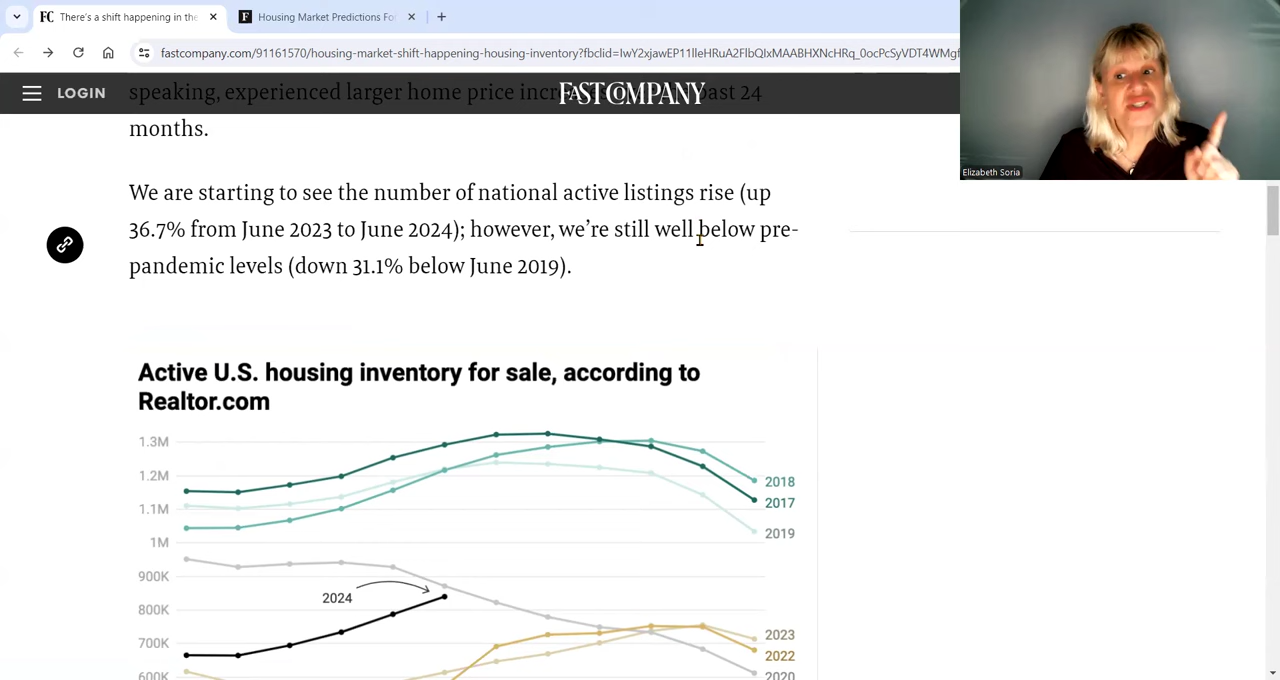 There's a shift happening in the
Housing Market Predictions Fo
fastcompany.com/91161570/housing-market-shift-happening-housing-inventory?fbclid=IwY2xjawEP11lleHRuA2FlbQIxMAABHXNcHRq_0ocPcSyVDT4WMgf
LOGIN
FAST COMPANY
speaking, experienced larger home price past 24
months.
We are starting to see the number of national active listings rise (up
36.7% from June 2023 to June 2024); however, we're still well below pre-
pandemic levels (down 31.1% below June 2019).
Elizabeth Soria
Active U.S. housing inventory for sale, according to
Realtor.com
1.3M
1.2M
1.1M
1M
900K
800K
700K
600K
2018
2017
2019
2024
2023
2022
2020